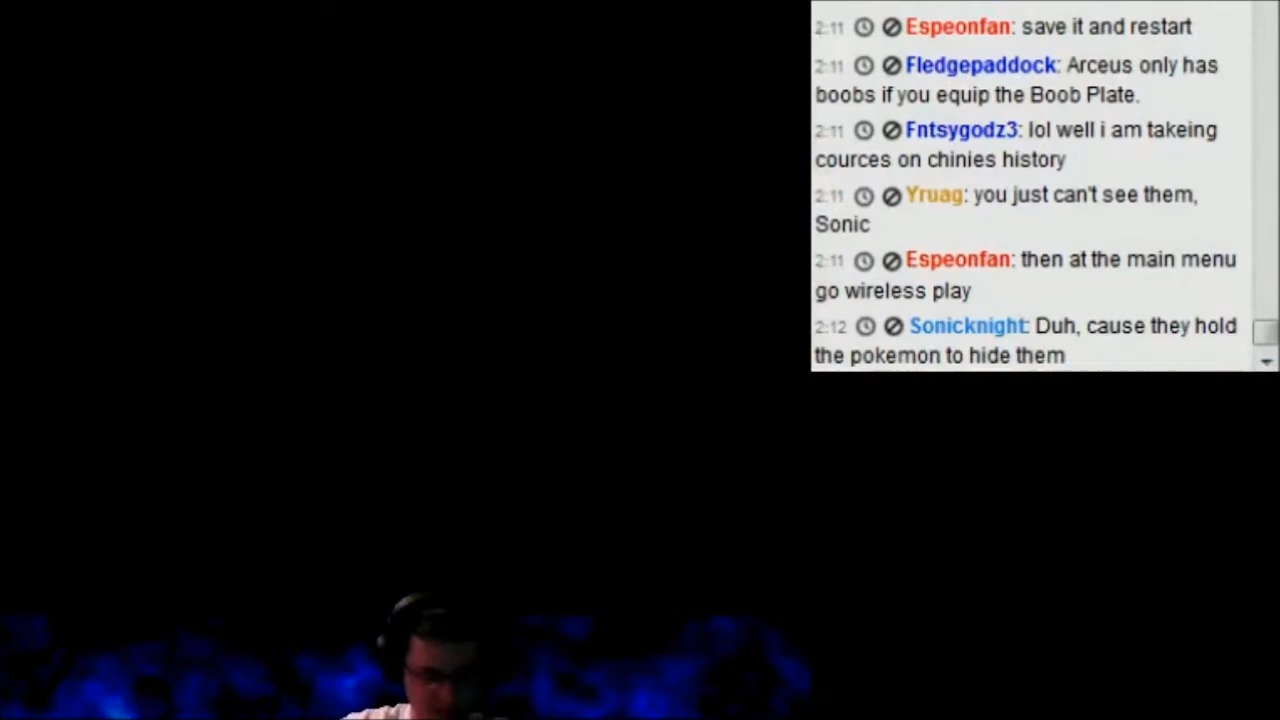 2:11 Espeonfan: save it and restart
2:11 Fledgepaddock: Arceus only has
boobs if you equip the Boob Plate.
2:11 Fntsygodz3: lol well i am takeing
cources on chinies history
2:11 Yruag: you just can't see them,
Sonic
2:11 Espeonfan: then at the main menu
go wireless play
2:12 Sonicknight: Duh, cause they hold
the pokemon to hide them